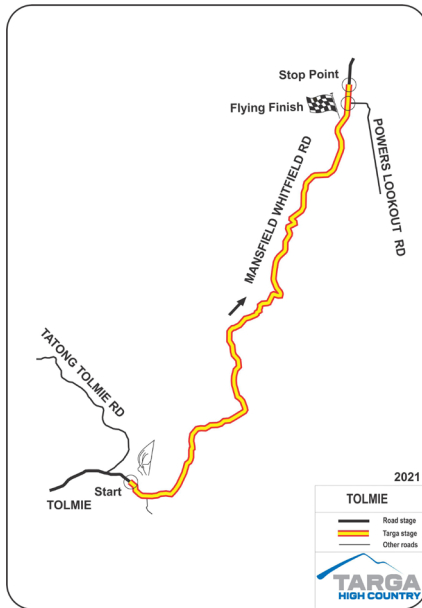 Stop Point
Flying Finish
MANSFIELD WHITFIELD RD
POWERS LOOKOUT RD
TATONG TOLMIE RD
Start
TOLMIE
2021
TOLMIE
Road stage
Targa stage
Other roads
TARGA
HIGH COUNTRY